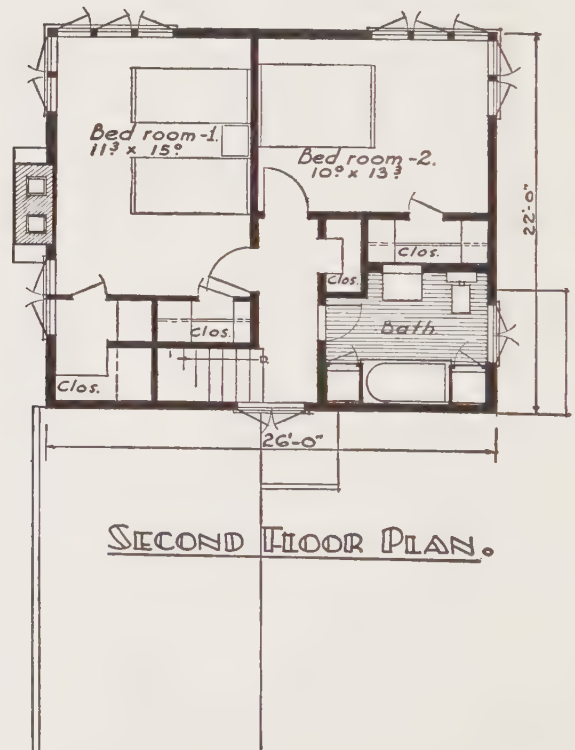 Bed room-1.
11³ x 15⁰
Bed room-2.
10⁰ x 13³
Clos.
Clos.
Clos.
Clos.
Bath.
22'-0"
26'-0"
SECOND FLOOR PLAN.